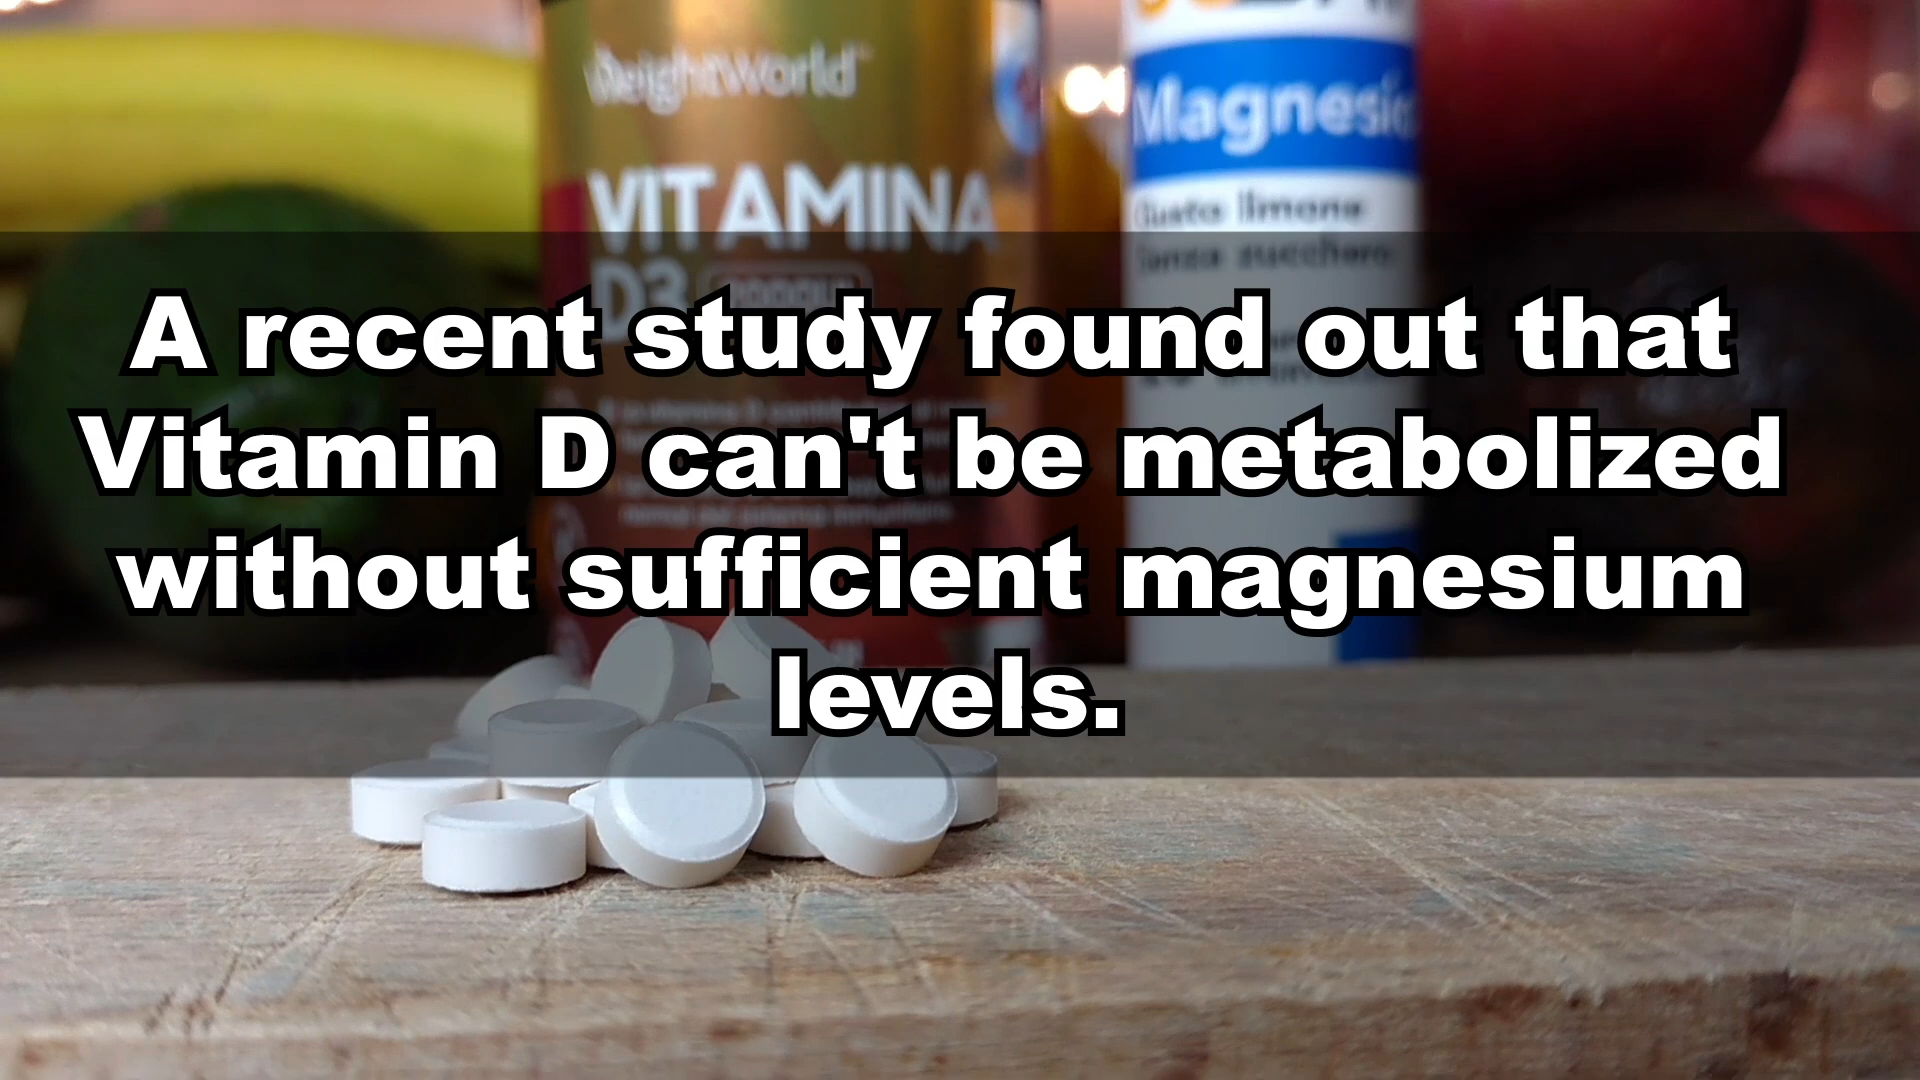 WeightWorld
VITAMINA
D3
Magnesio
Gusto limone
Senza zucchero
A recent study found out that
Vitamin D can't be metabolized
without sufficient magnesium
levels.